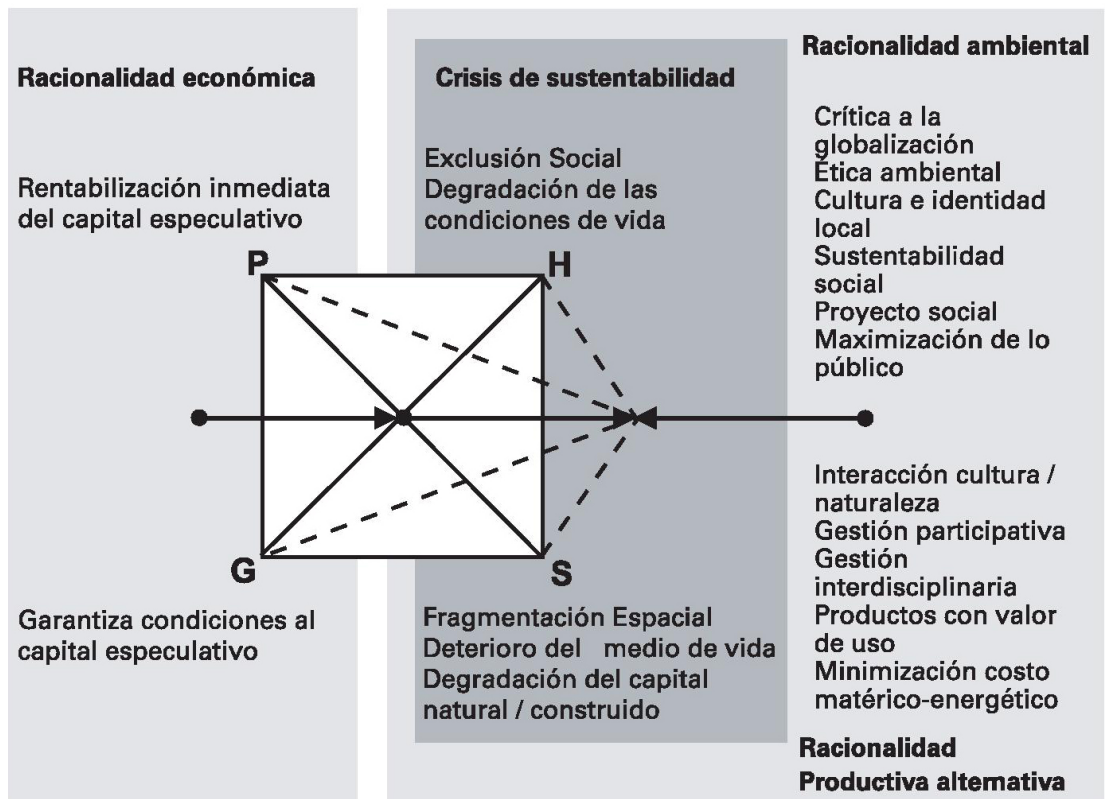 Racionalidad económica
Rentabilización inmediata
del capital especulativo
P
G
Garantiza condiciones al
capital especulativo
Crisis de sustentabilidad
Exclusión Social
Degradación de las
condiciones de vida
H
S
Fragmentación Espacial
Deterioro del medio de vida
Degradación del capital
natural / construido
Racionalidad ambiental
Crítica a la
globalización
Ética ambiental
Cultura e identidad
local
Sustentabilidad
social
Proyecto social
Maximización de lo
público
Interacción cultura /
naturaleza
Gestión participativa
Gestión
interdisciplinaria
Productos con valor
de uso
Minimización costo
matérico-energético
Racionalidad
Productiva alternativa